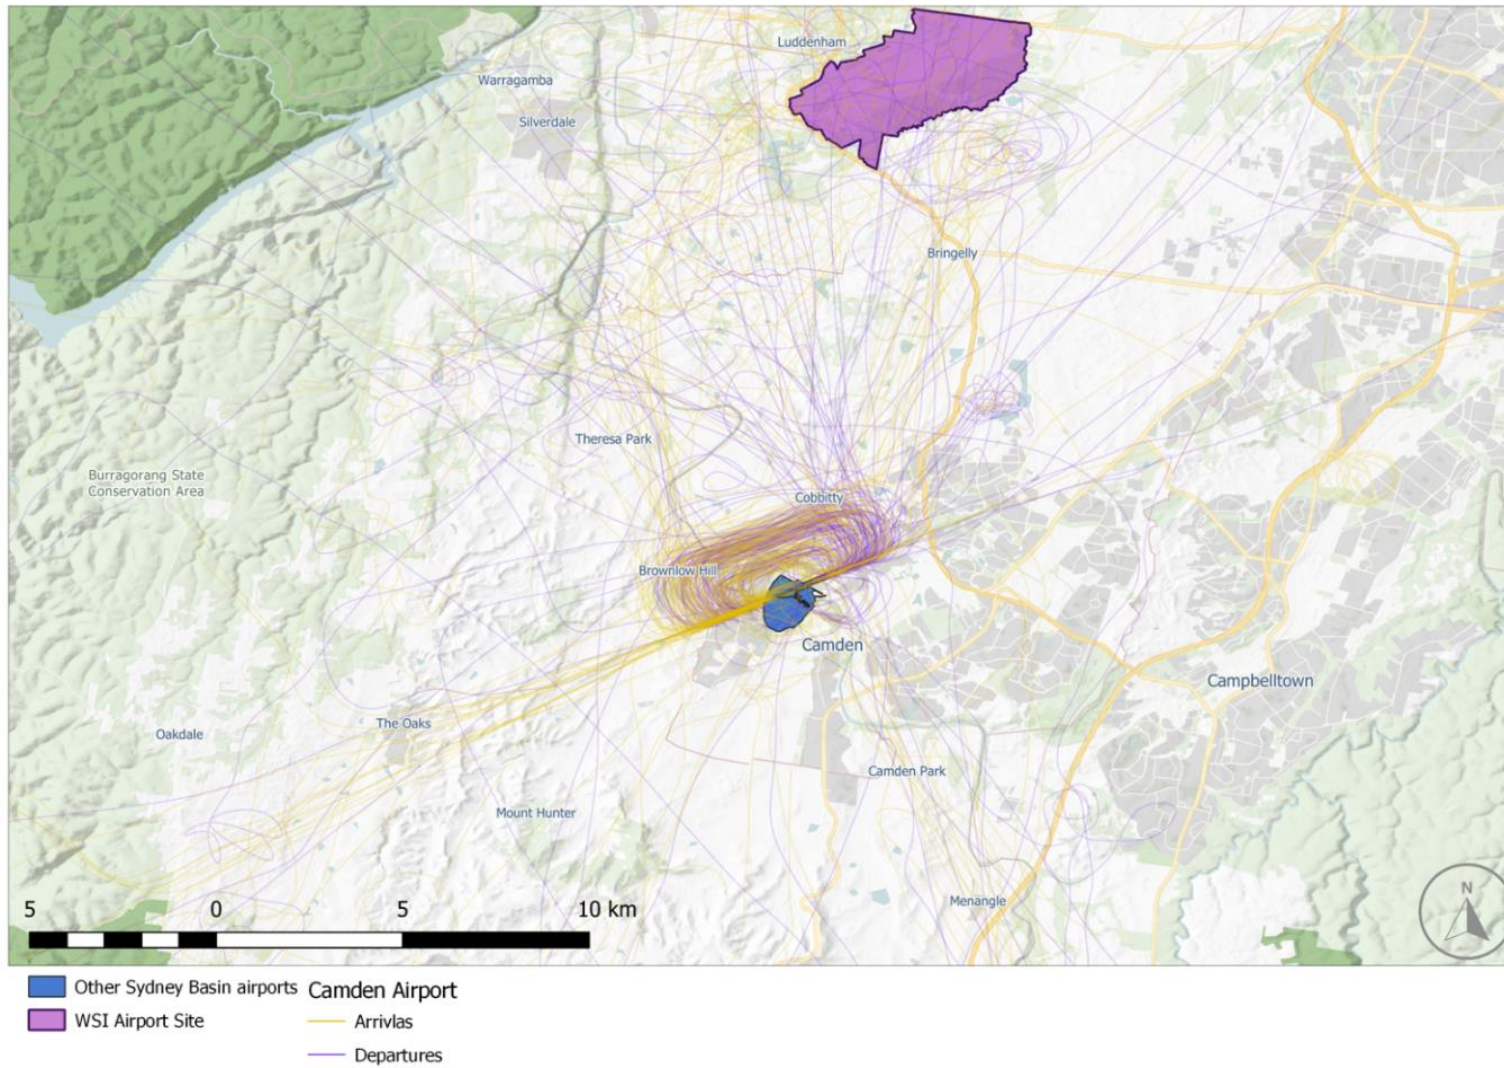 Luddenham
Warragamba
Silverdale
Bringelly
Theresa Park
Burragorang State
Conservation Area
Cobbitty
Brownlow Hill
Camden
Campbelltown
The Oaks
Oakdale
Camden Park
Mount Hunter
Menangle
N
5 0 5 10 km
Other Sydney Basin airports
WSI Airport Site
Camden Airport
Arrivlas
Departures